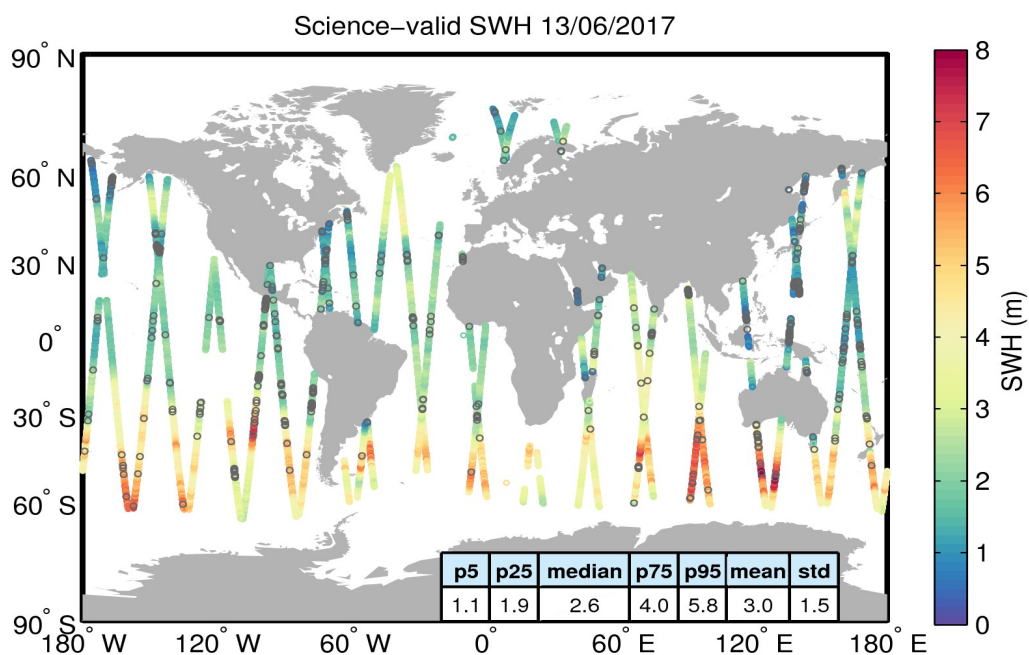 Science−valid SWH 13/06/2017
90° N
60° N
30° N
0°
30° S
60° S
90° S
180° W
120° W
60° W
0°
60° E
120° E
180° E
p5 p25 median p75 p95 mean std
1.1 1.9 2.6 4.0 5.8 3.0 1.5
8
7
6
5
4
3
2
1
0
SWH (m)